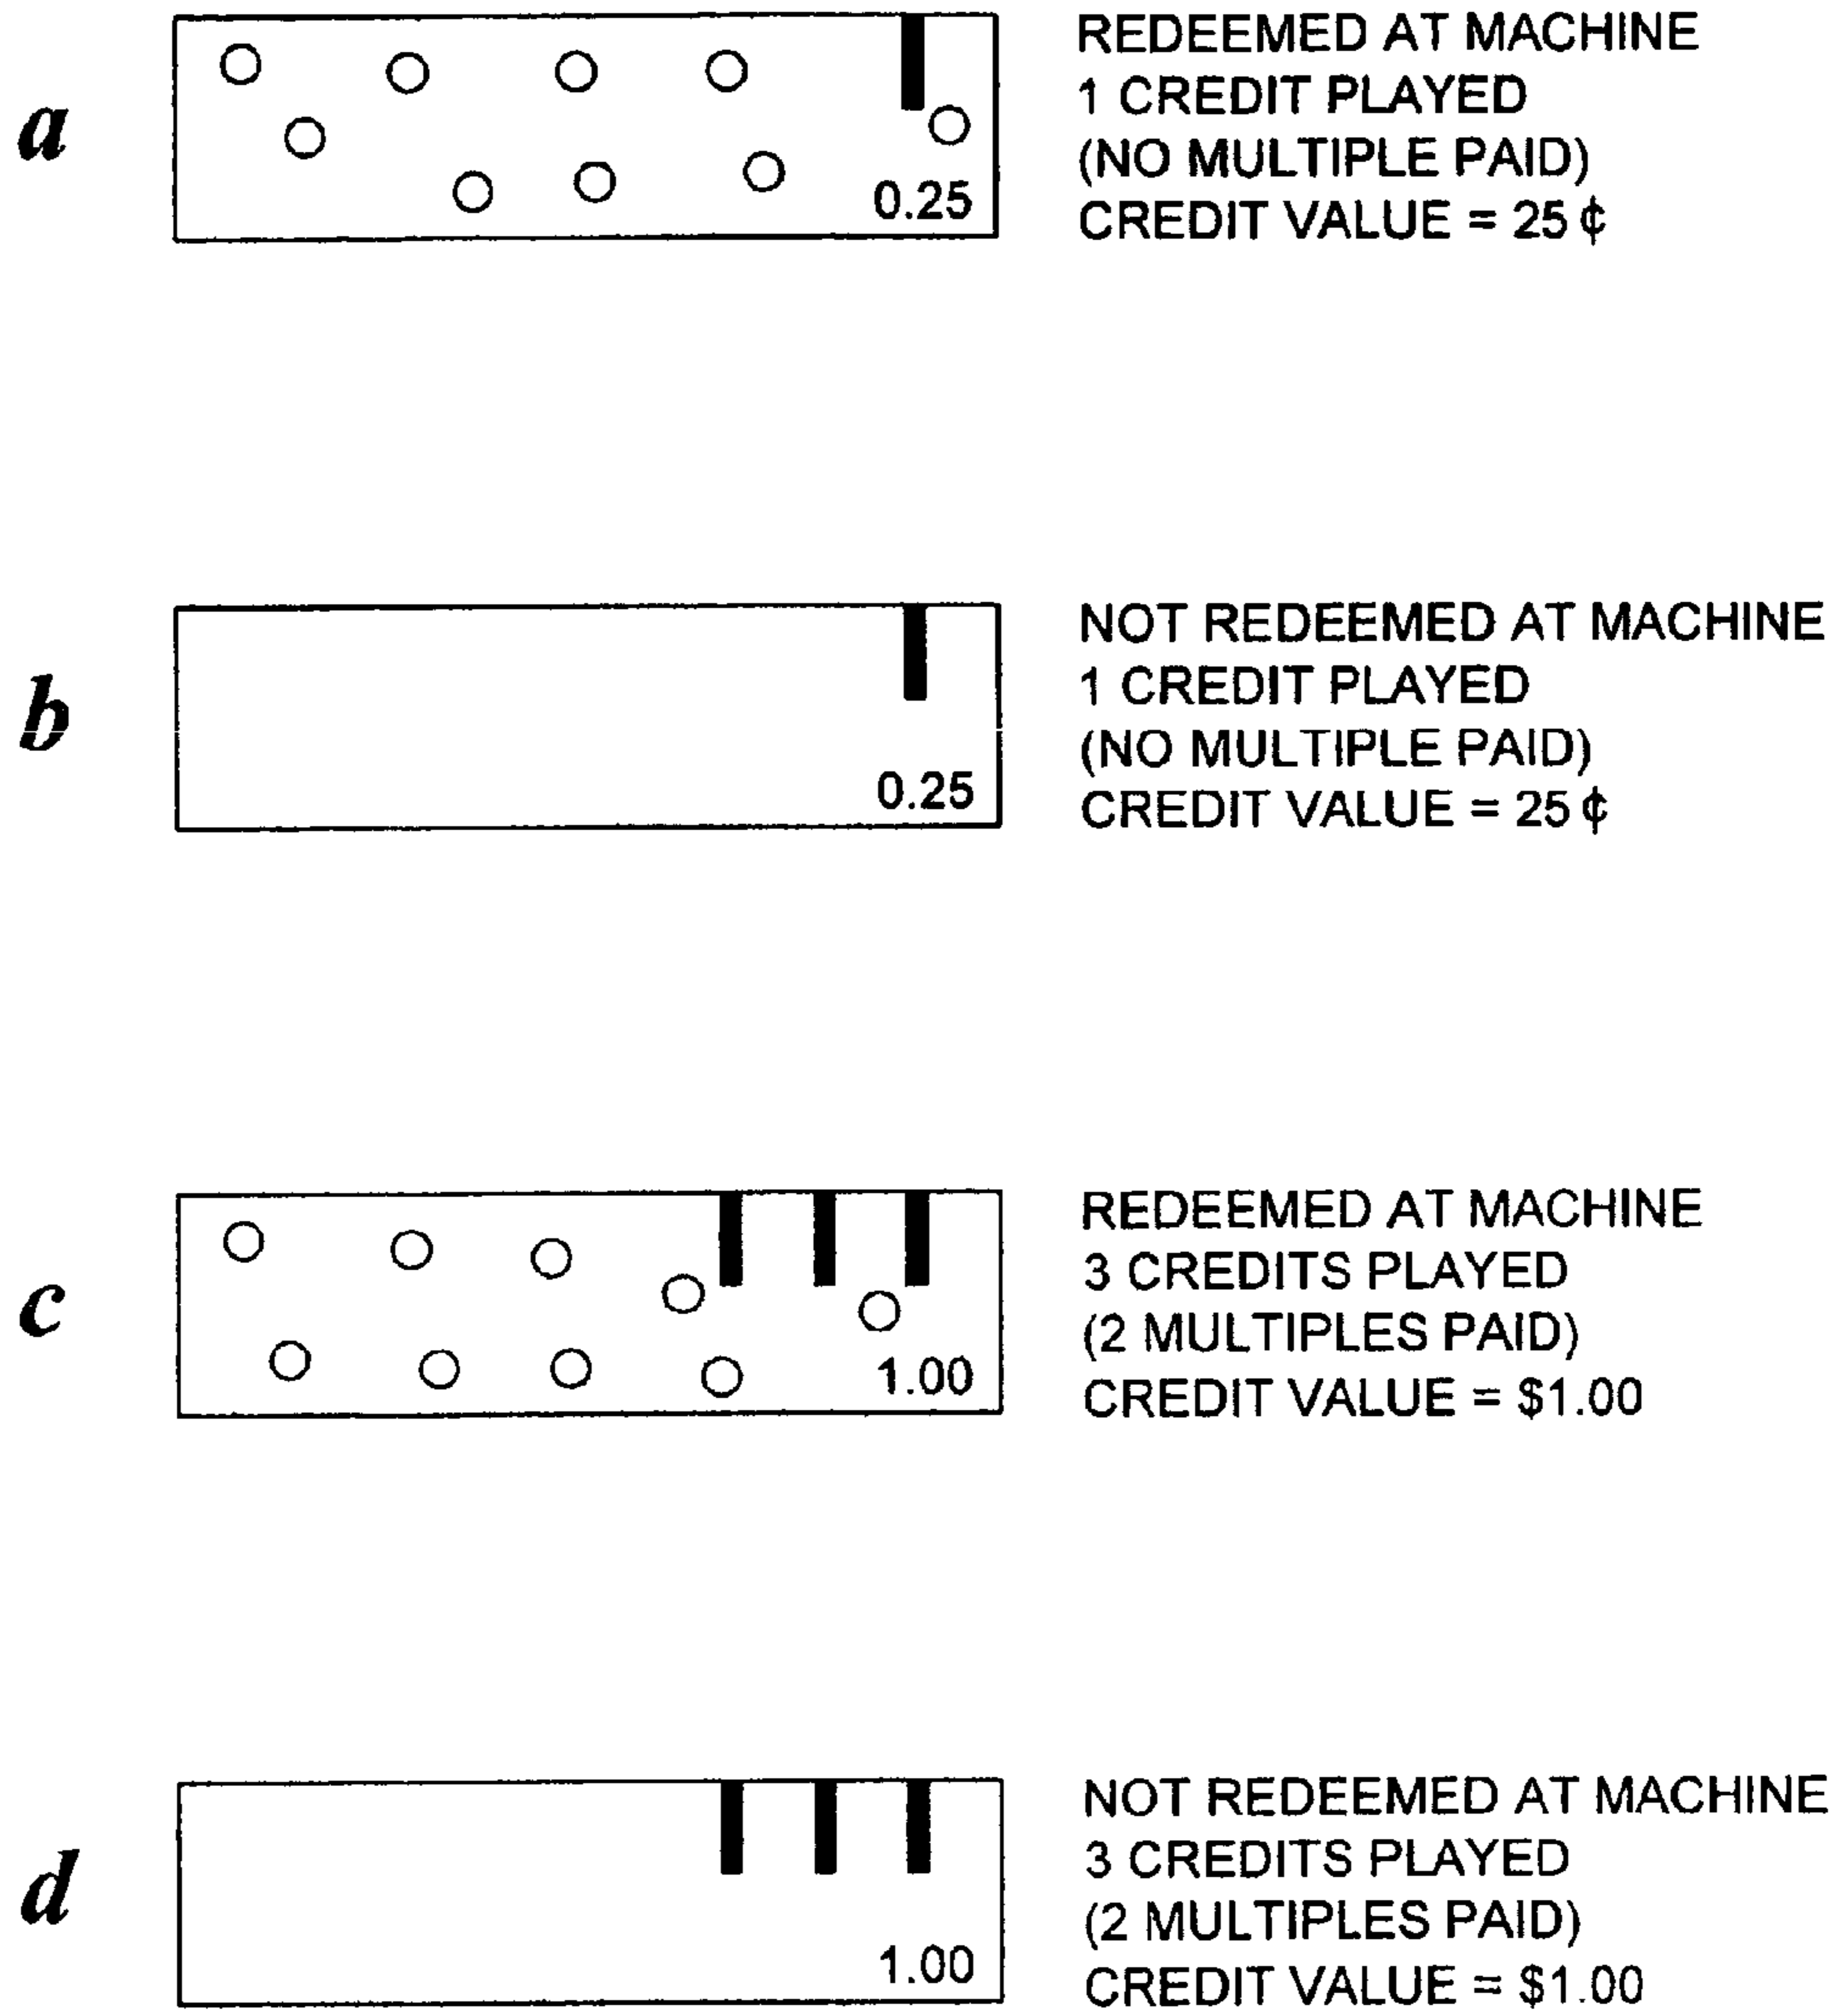 a
0.25
REDEEMED AT MACHINE
1 CREDIT PLAYED
(NO MULTIPLE PAID)
CREDIT VALUE = 25 ¢
b
0.25
NOT REDEEMED AT MACHINE
1 CREDIT PLAYED
(NO MULTIPLE PAID)
CREDIT VALUE = 25 ¢
c
1.00
REDEEMED AT MACHINE
3 CREDITS PLAYED
(2 MULTIPLES PAID)
CREDIT VALUE = $1.00
d
1.00
NOT REDEEMED AT MACHINE
3 CREDITS PLAYED
(2 MULTIPLES PAID)
CREDIT VALUE = $1.00